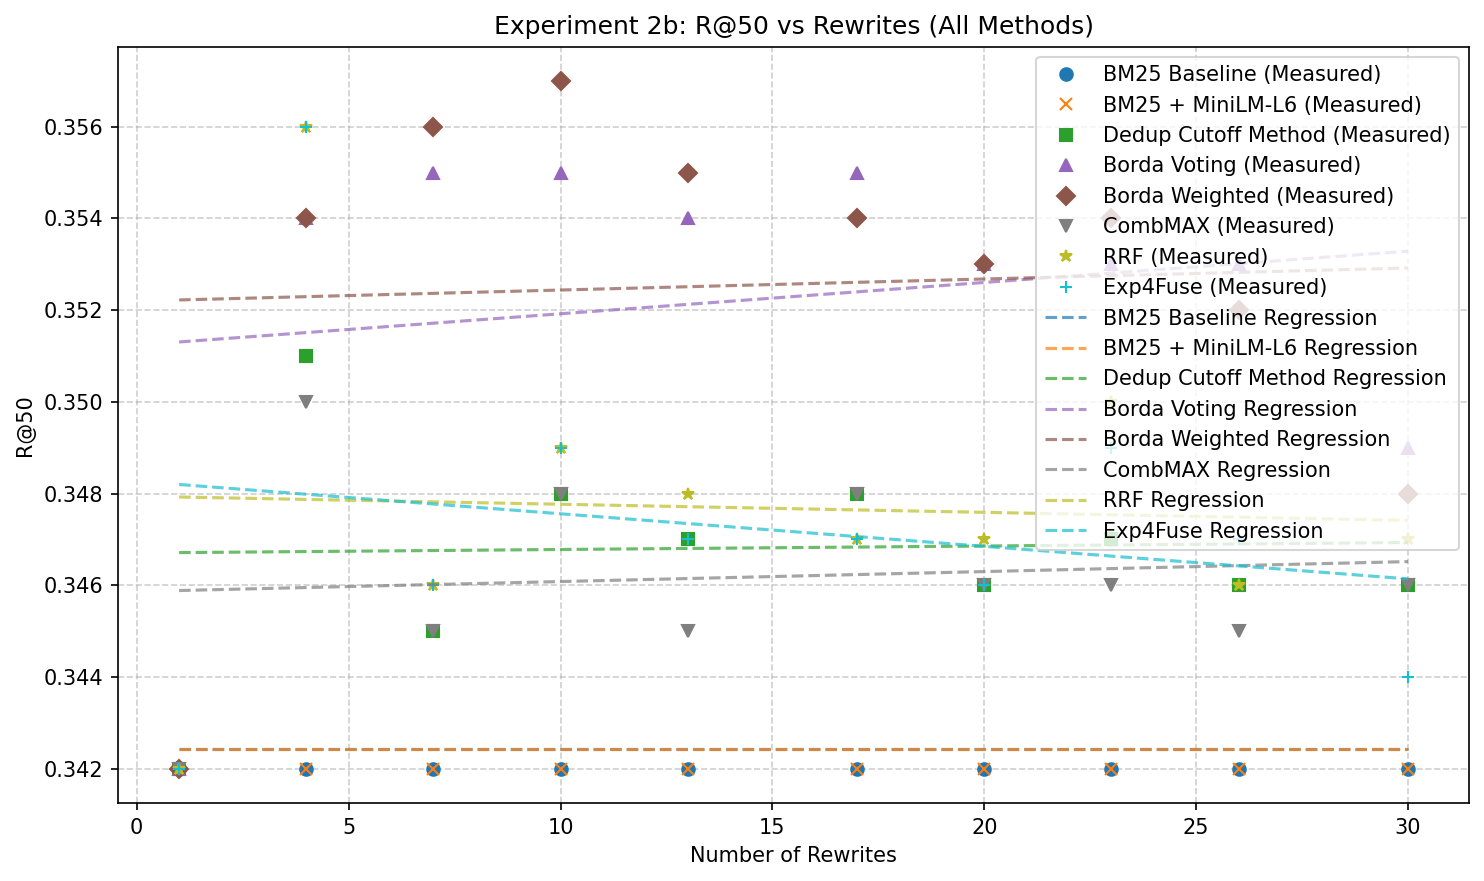 Experiment 2b: R@50 vs Rewrites (All Methods)
BM25 Baseline (Measured)
BM25 + MiniLM-L6 (Measured)
Dedup Cutoff Method (Measured)
Borda Voting (Measured)
Borda Weighted (Measured)
CombMAX (Measured)
RRF (Measured)
Exp4Fuse (Measured)
BM25 Baseline Regression
BM25 + MiniLM-L6 Regression
Dedup Cutoff Method Regression
Borda Voting Regression
Borda Weighted Regression
CombMAX Regression
RRF Regression
Exp4Fuse Regression
R@50
0.356
0.354
0.352
0.350
0.348
0.346
0.344
0.342
0 5 10 15 20 25 30
Number of Rewrites